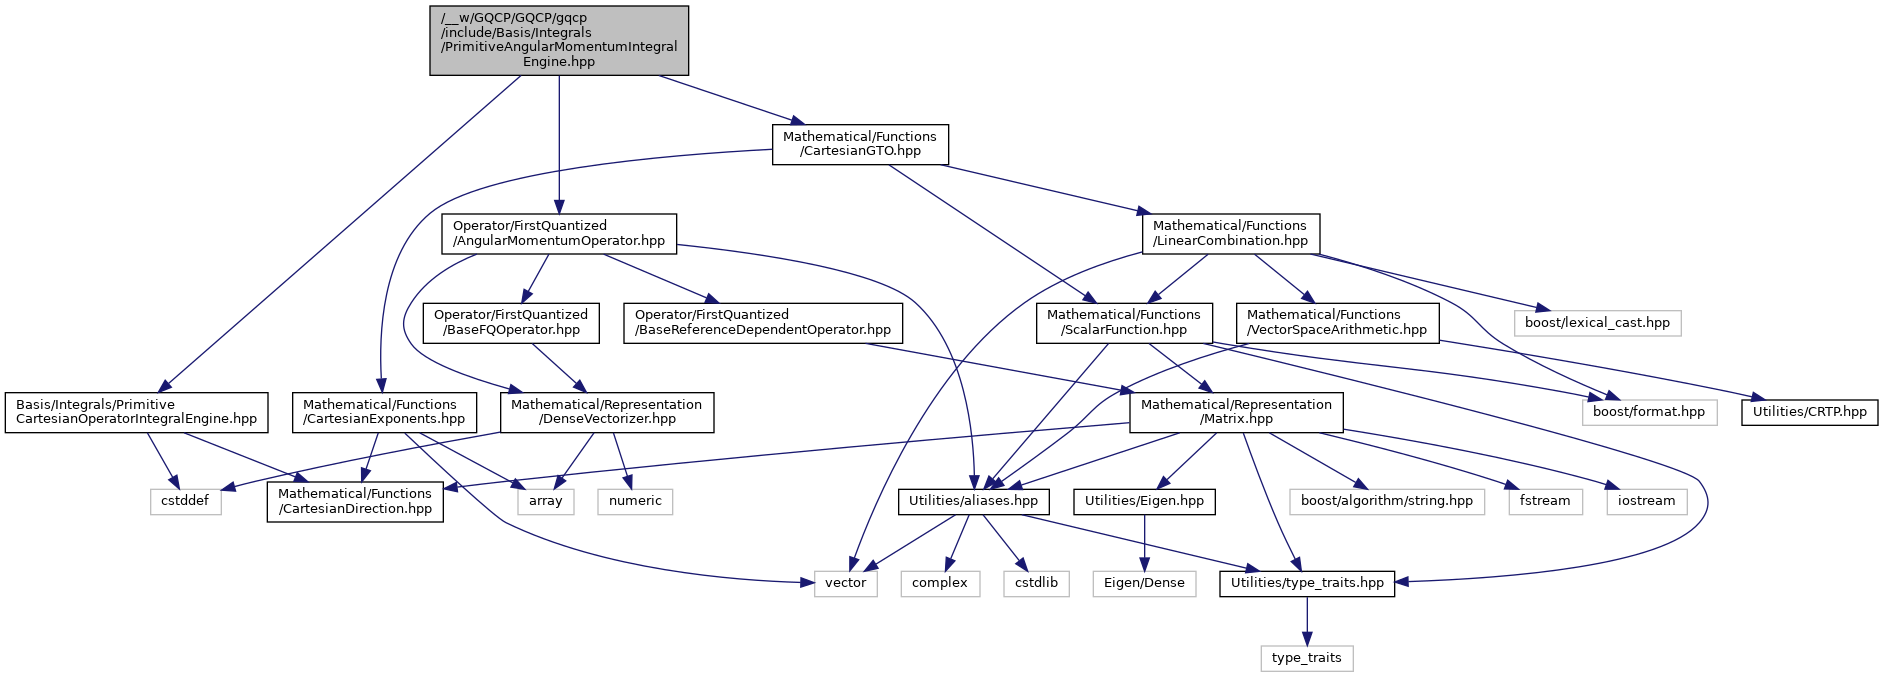 /__w/GQCP/GQCP/gqcp
/include/Basis/Integrals
/PrimitiveAngularMomentumIntegral
Engine.hpp
Mathematical/Functions
/CartesianGTO.hpp
Operator/FirstQuantized
/AngularMomentumOperator.hpp
Mathematical/Functions
/LinearCombination.hpp
Operator/FirstQuantized
/BaseFQOperator.hpp
Operator/FirstQuantized
/BaseReferenceDependentOperator.hpp
Mathematical/Functions
/ScalarFunction.hpp
Mathematical/Functions
/VectorSpaceArithmetic.hpp
boost/lexical_cast.hpp
Basis/Integrals/Primitive
CartesianOperatorIntegralEngine.hpp
Mathematical/Functions
/CartesianExponents.hpp
Mathematical/Representation
/DenseVectorizer.hpp
Mathematical/Representation
/Matrix.hpp
boost/format.hpp
Utilities/CRTP.hpp
cstddef
Mathematical/Functions
/CartesianDirection.hpp
array
numeric
Utilities/aliases.hpp
Utilities/Eigen.hpp
boost/algorithm/string.hpp
fstream
iostream
vector
complex
cstdlib
Eigen/Dense
Utilities/type_traits.hpp
type_traits